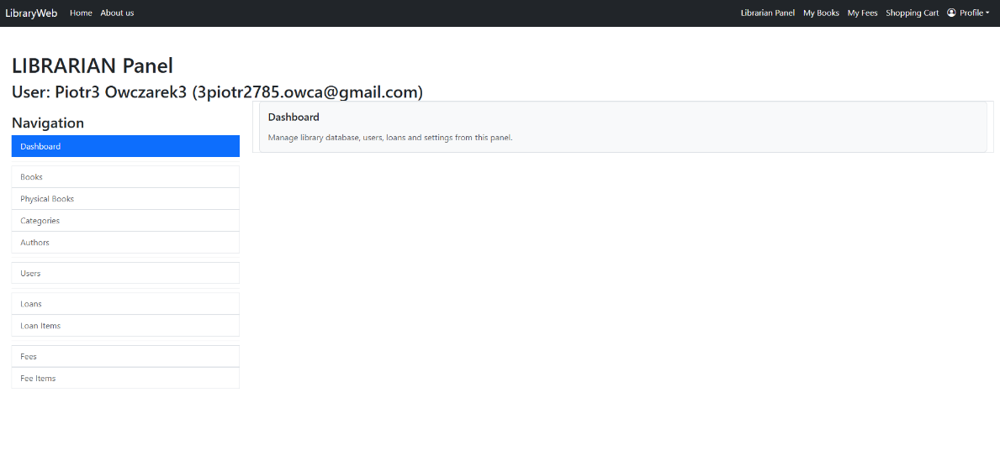 LibraryWeb Home About us Librarian Panel My Books My Fees Shopping Cart Profile
LIBRARIAN Panel
User: Piotr3 Owczarek3 (3piotr2785.owca@gmail.com)
Navigation
Dashboard
Books
Physical Books
Categories
Authors
Users
Loans
Loan Items
Fees
Fee Items
Dashboard
Manage library database, users, loans and settings from this panel.